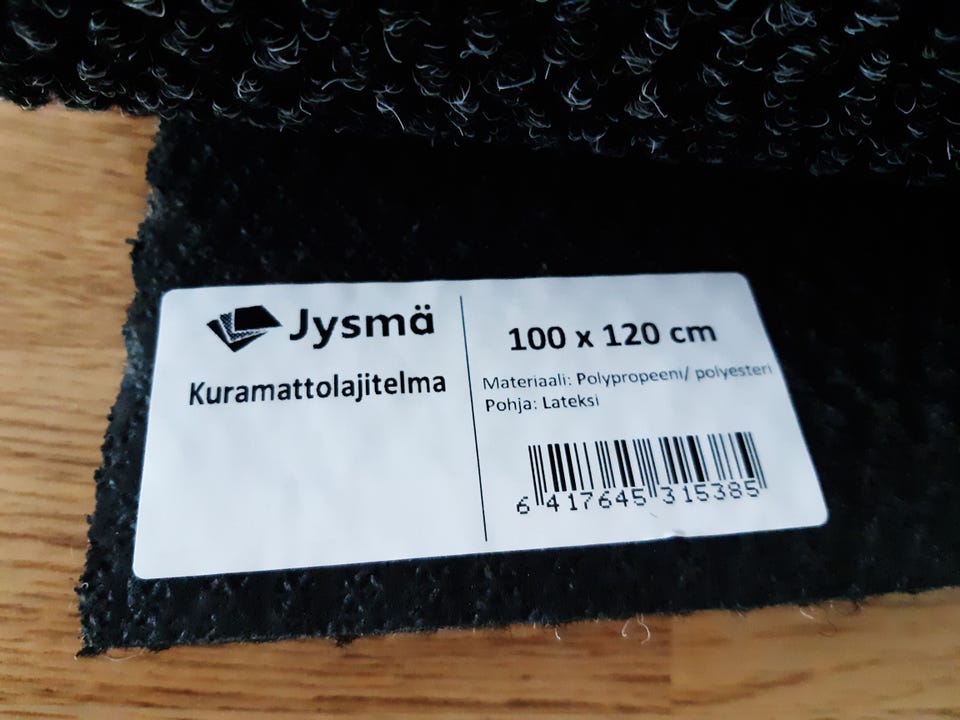 Jysmä
Kuramattolajitelma
100 x 120 cm
Materiaali: Polypropeeni/ polyesteri
Pohja: Lateksi
6 417645 315385